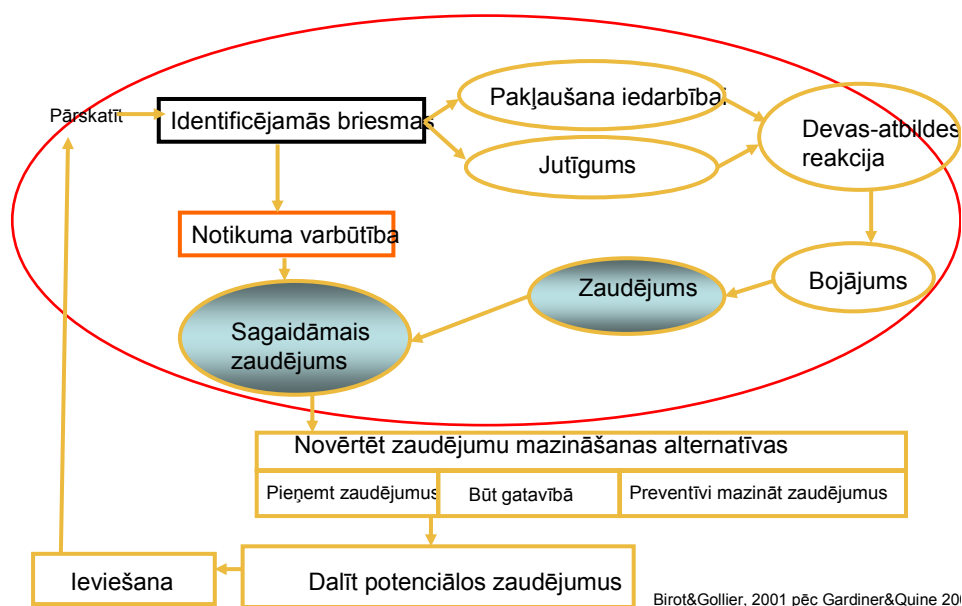 Pārskatīt
Identificējamās briesmas
Pakļaušana iedarbībai
Jutīgums
Devas-atbildes
reakcija
Notikuma varbūtība
Bojājums
Zaudējums
Sagaidāmais
zaudējums
Novērtēt zaudējumu mazināšanas alternatīvas
Pieņemt zaudējumus
Būt gatavībā
Preventīvi mazināt zaudējumus
Ieviešana
Dalīt potenciālos zaudējumus
Birot&Gollier, 2001 pēc Gardiner&Quine 200